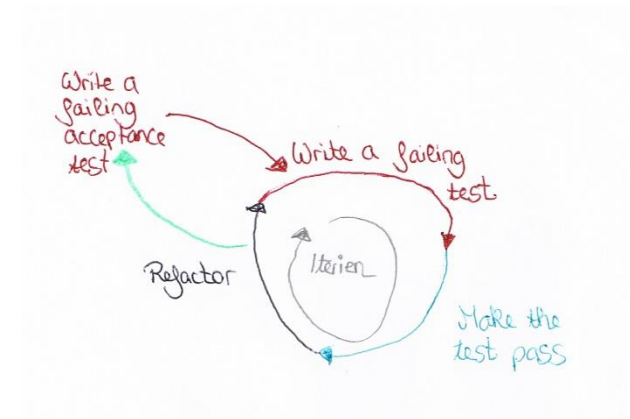 Write a
failing
acceptance
test
Write a failing
test
Iterien
Refactor
Make the
test pass